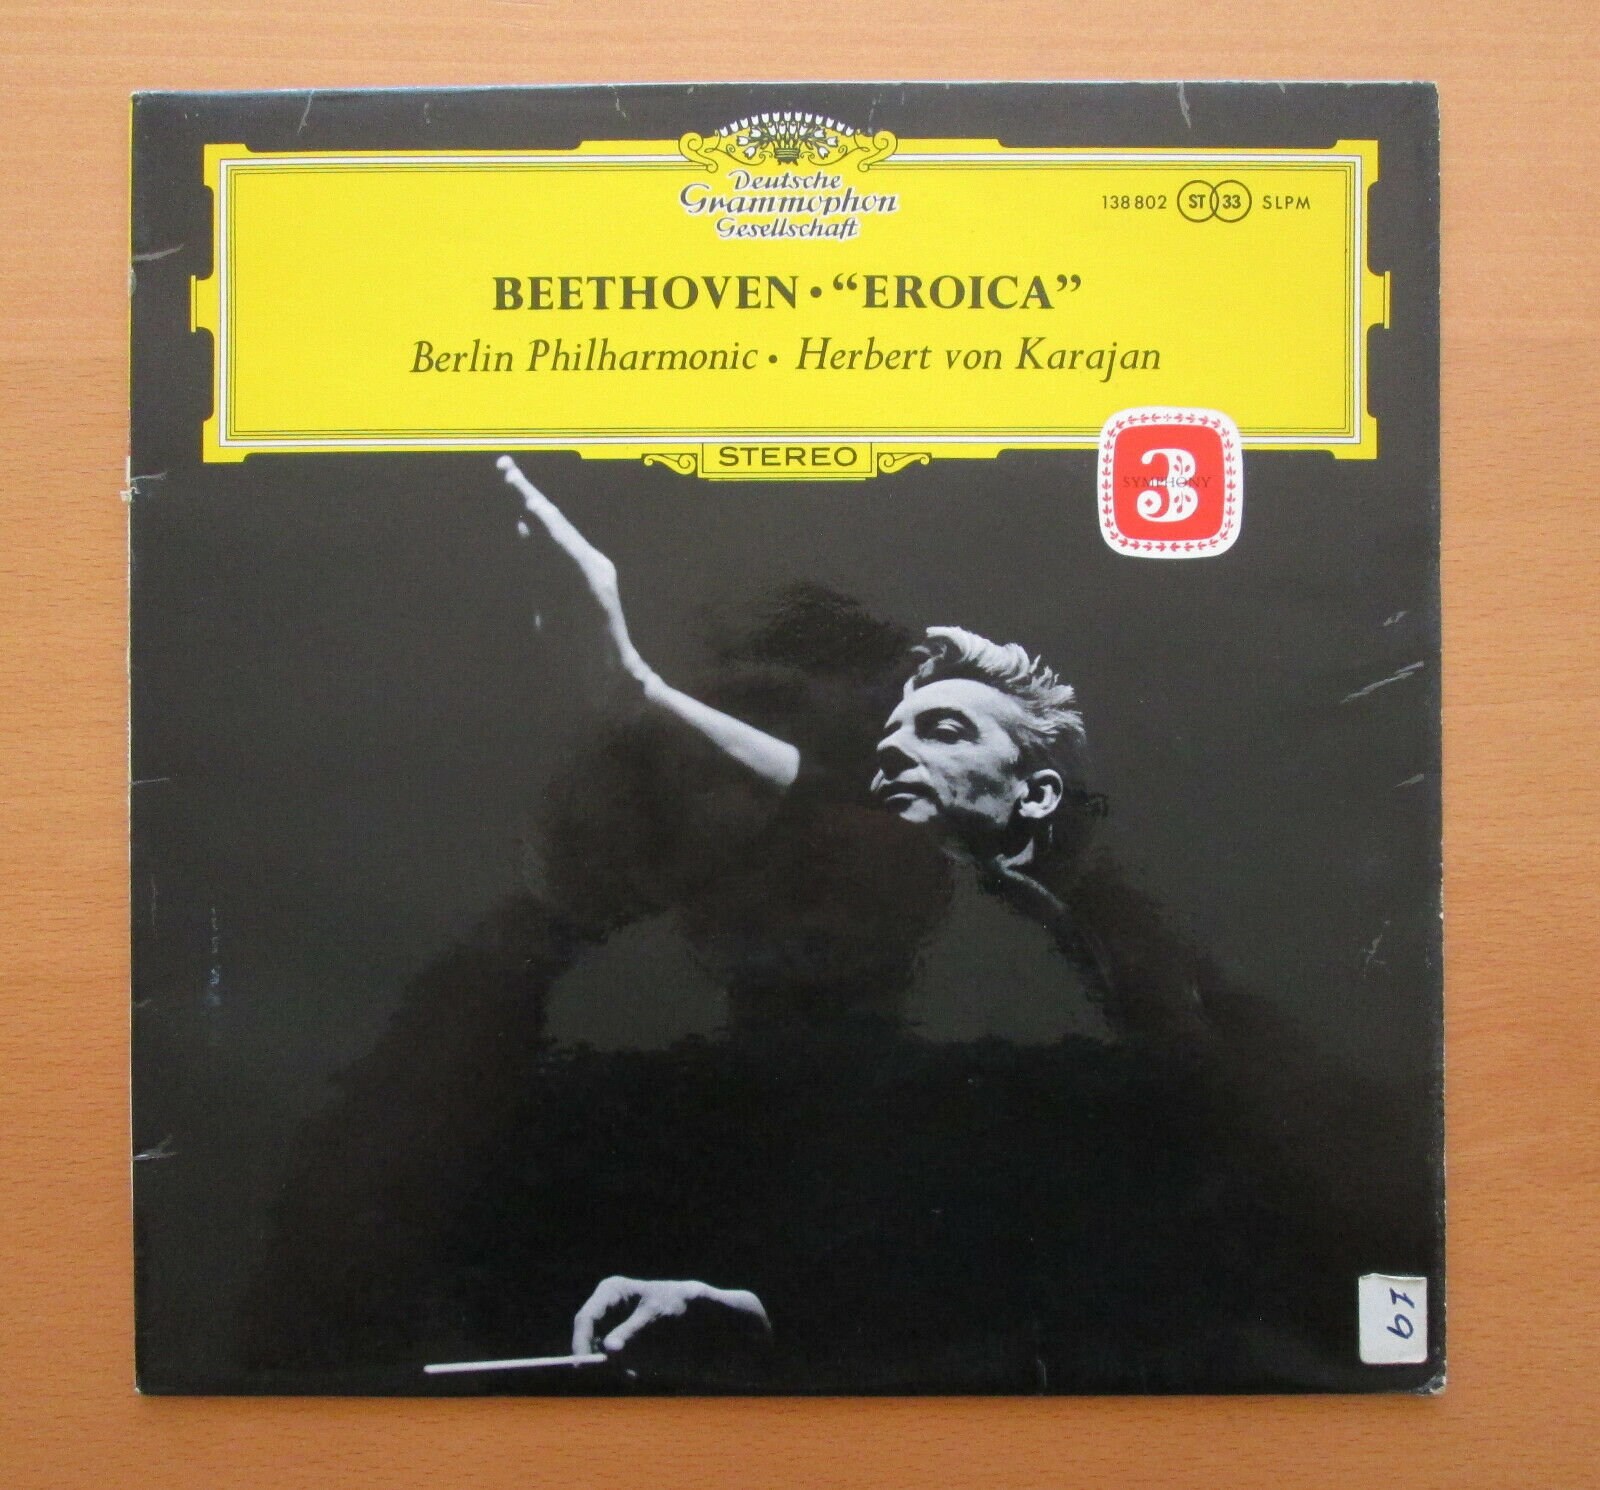 Deutsche
Grammophon
Gesellschaft
138 802 ST 33 SLPM
BEETHOVEN · “EROICA”
Berlin Philharmonic · Herbert von Karajan
STEREO
3
SYMPHONY
19